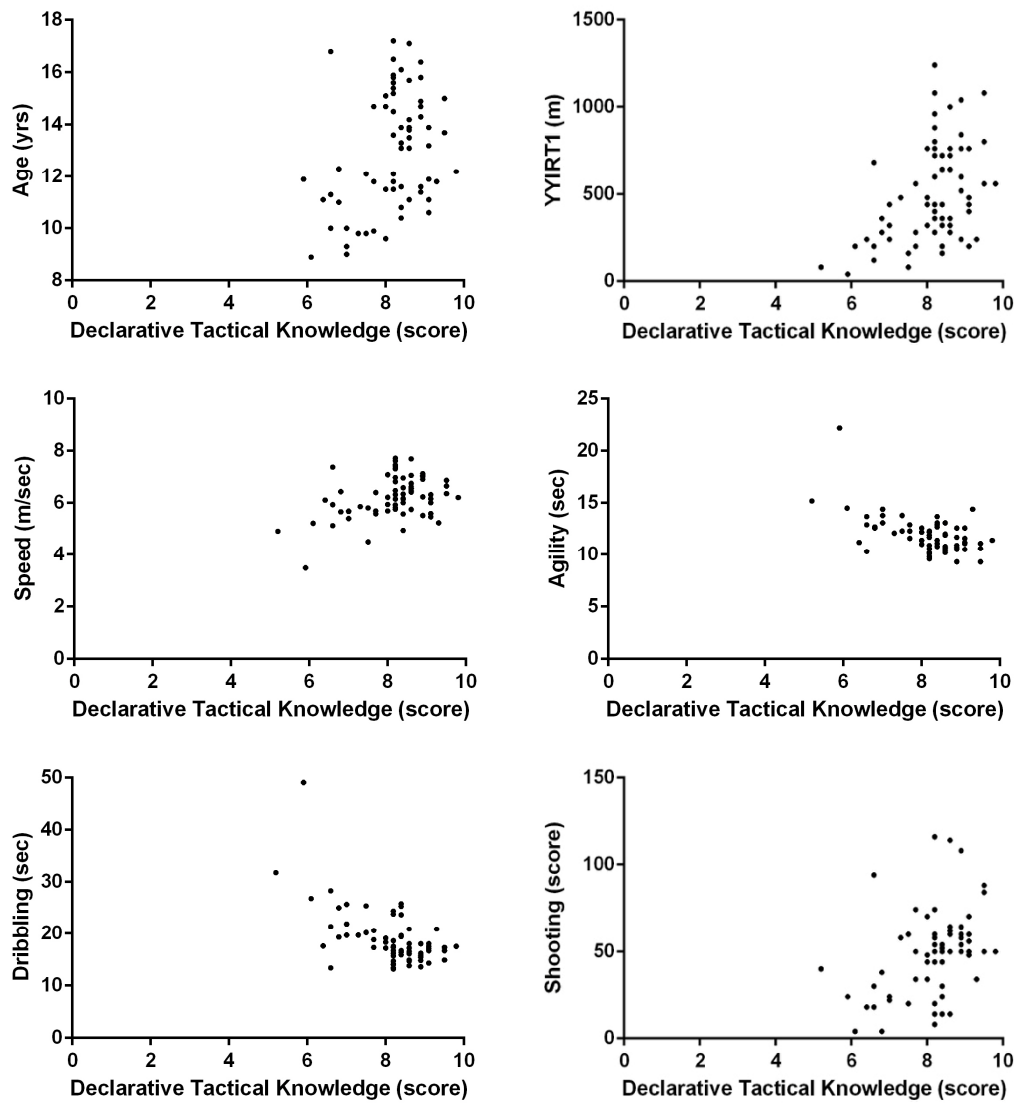 18
16
14
12
10
8
Age (yrs)
0 2 4 6 8 10
Declarative Tactical Knowledge (score)
1500
1000
500
0
YYIRT1 (m)
0 2 4 6 8 10
Declarative Tactical Knowledge (score)
10
8
6
4
2
0
Speed (m/sec)
0 2 4 6 8 10
Declarative Tactical Knowledge (score)
25
20
15
10
5
0
Agility (sec)
0 2 4 6 8 10
Declarative Tactical Knowledge (score)
50
40
30
20
10
0
Dribbling (sec)
0 2 4 6 8 10
Declarative Tactical Knowledge (score)
150
100
50
0
Shooting (score)
0 2 4 6 8 10
Declarative Tactical Knowledge (score)